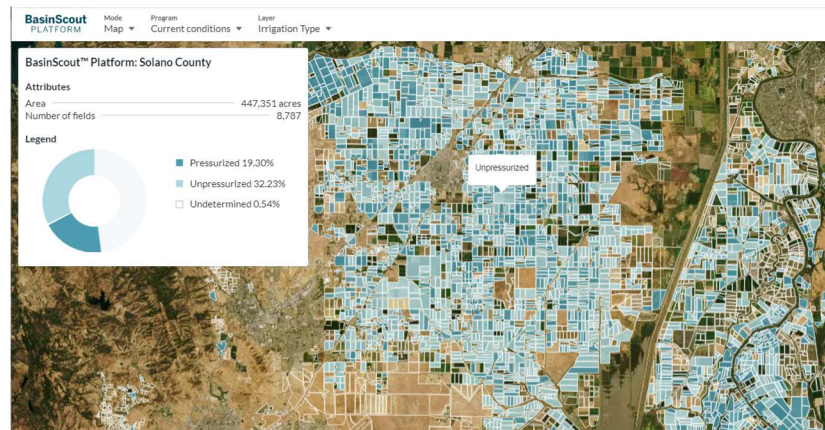 BasinScout
PLATFORM
Mode
Map
Program
Current conditions
Layer
Irrigation Type
BasinScout™ Platform: Solano County
Attributes
Area 447,351 acres
Number of fields 8,787
Legend
Pressurized 19.30%
Unpressurized 32.23%
Undetermined 0.54%
Unpressurized